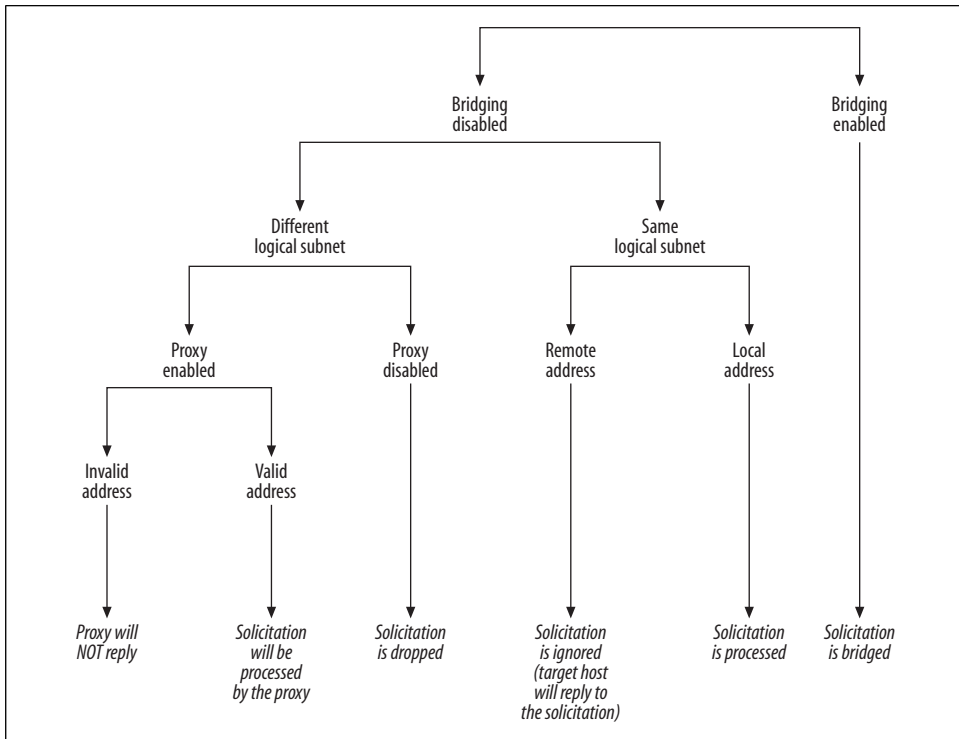 Bridging
disabled
Bridging
enabled
Different
logical subnet
Same
logical subnet
Proxy
enabled
Proxy
disabled
Remote
address
Local
address
Invalid
address
Valid
address
Proxy will
NOT reply
Solicitation
will be
processed
by the proxy
Solicitation
is dropped
Solicitation
is ignored
(target host
will reply to
the solicitation)
Solicitation
is processed
Solicitation
is bridged